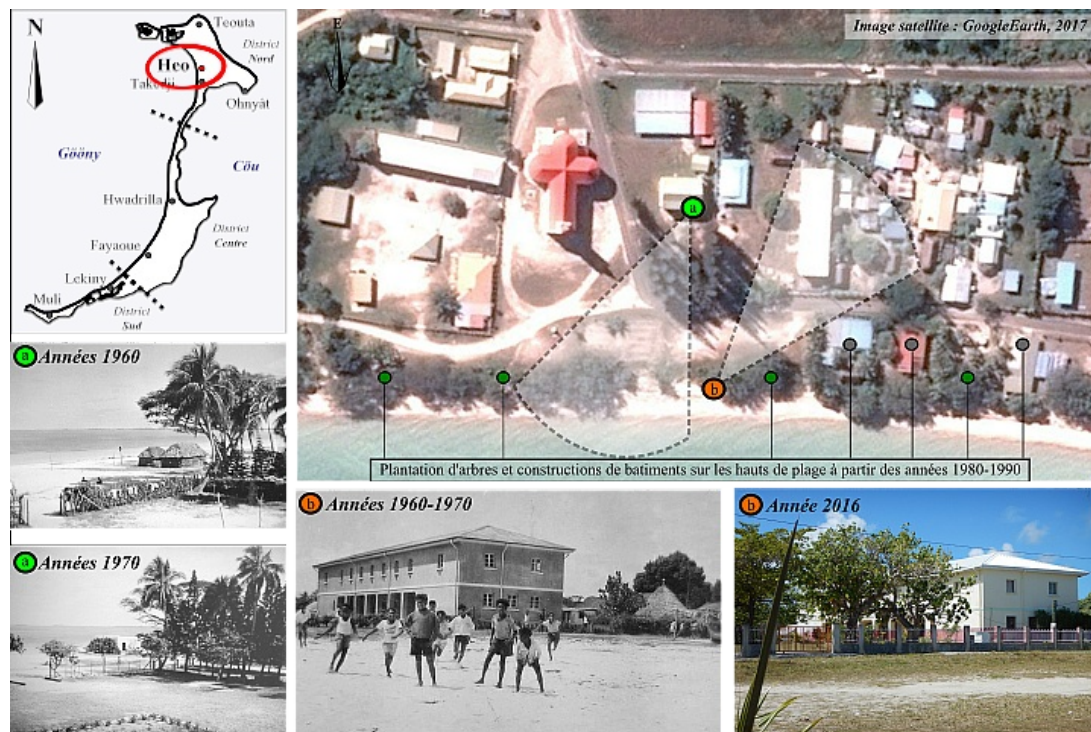 N
Teouta
District
Nord
Heo
Takedji
Ohnyât
Gööny
Cöu
Hwadrilla
District
Centre
Fayaoue
Lekiny
Muli
District
Sud
E
Image satellite : GoogleEarth, 2017
a
b
Plantation d'arbres et constructions de batiments sur les hauts de plage à partir des années 1980-1990
a Années 1960
a Années 1970
b Années 1960-1970
b Année 2016